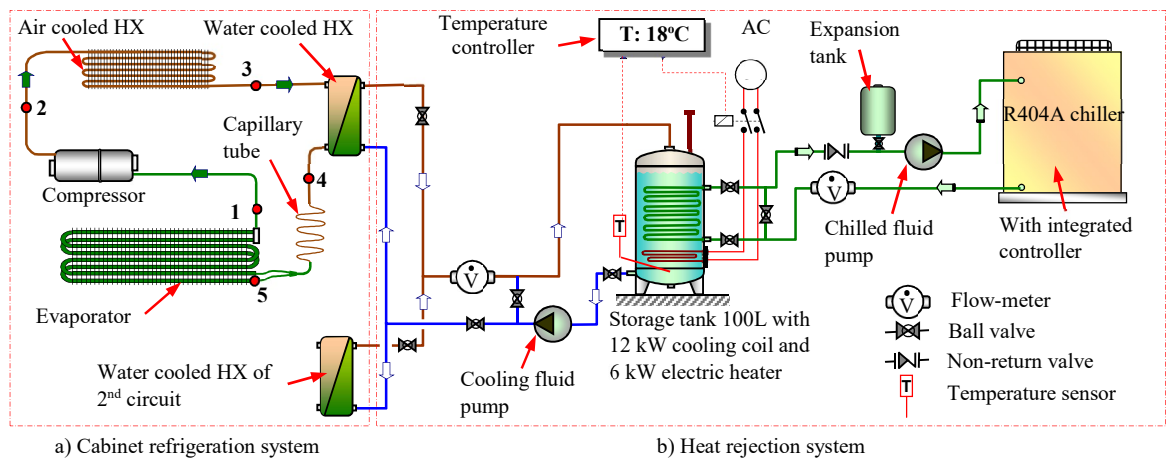 Air cooled HX
Water cooled HX
3
2
Capillary
tube
Compressor
4
1
5
Evaporator
Water cooled HX of
2nd circuit
Temperature
controller
T: 18ºC
AC
Expansion
tank
R404A chiller
V̇
T
Chilled fluid
pump
With integrated
controller
V̇
Storage tank 100L with
12 kW cooling coil and
6 kW electric heater
Cooling fluid
pump
V̇
Flow-meter
Ball valve
Non-return valve
T
Temperature sensor
a) Cabinet refrigeration system
b) Heat rejection system